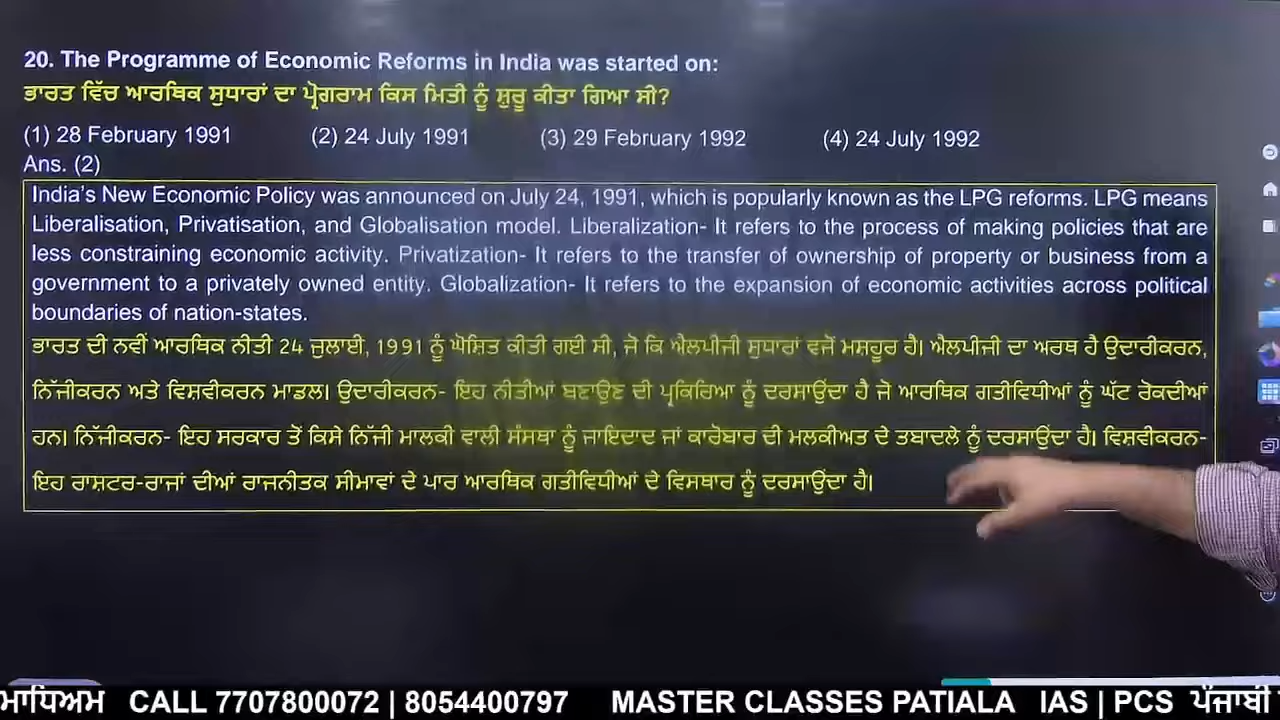 20. The Programme of Economic Reforms in India was started on:
ਭਾਰਤ ਵਿੱਚ ਆਰਥਿਕ ਸੁਧਾਰਾਂ ਦਾ ਪ੍ਰੋਗਰਾਮ ਕਿਸ ਮਿਤੀ ਨੂੰ ਸ਼ੁਰੂ ਕੀਤਾ ਗਿਆ ਸੀ?
(1) 28 February 1991 (2) 24 July 1991 (3) 29 February 1992 (4) 24 July 1992
Ans. (2)
India's New Economic Policy was announced on July 24, 1991, which is popularly known as the LPG reforms. LPG means
Liberalisation, Privatisation, and Globalisation model. Liberalization- It refers to the process of making policies that are
less constraining economic activity. Privatization- It refers to the transfer of ownership of property or business from a
government to a privately owned entity. Globalization- It refers to the expansion of economic activities across political
boundaries of nation-states.
ਭਾਰਤ ਦੀ ਨਵੀਂ ਆਰਥਿਕ ਨੀਤੀ 24 ਜੁਲਾਈ, 1991 ਨੂੰ ਘੋਸ਼ਿਤ ਕੀਤੀ ਗਈ ਸੀ, ਜੋ ਕਿ ਐਲਪੀਜੀ ਸੁਧਾਰਾਂ ਵਜੋਂ ਮਸ਼ਹੂਰ ਹੈ। ਐਲਪੀਜੀ ਦਾ ਅਰਥ ਹੈ ਉਦਾਰੀਕਰਨ,
ਨਿੱਜੀਕਰਨ ਅਤੇ ਵਿਸ਼ਵੀਕਰਨ ਮਾਡਲ। ਉਦਾਰੀਕਰਨ- ਇਹ ਨੀਤੀਆਂ ਬਣਾਉਣ ਦੀ ਪ੍ਰਕਿਰਿਆ ਨੂੰ ਦਰਸਾਉਂਦਾ ਹੈ ਜੋ ਆਰਥਿਕ ਗਤੀਵਿਧੀਆਂ ਨੂੰ ਘੱਟ ਰੋਕਦੀਆਂ
ਹਨ। ਨਿੱਜੀਕਰਨ- ਇਹ ਸਰਕਾਰ ਤੋਂ ਕਿਸੇ ਨਿੱਜੀ ਮਾਲਕੀ ਵਾਲੀ ਸੰਸਥਾ ਨੂੰ ਜਾਇਦਾਦ ਜਾਂ ਕਾਰੋਬਾਰ ਦੀ ਮਲਕੀਅਤ ਦੇ ਤਬਾਦਲੇ ਨੂੰ ਦਰਸਾਉਂਦਾ ਹੈ। ਵਿਸ਼ਵੀਕਰਨ-
ਇਹ ਰਾਸ਼ਟਰ-ਰਾਜਾਂ ਦੀਆਂ ਰਾਜਨੀਤਕ ਸੀਮਾਵਾਂ ਦੇ ਪਾਰ ਆਰਥਿਕ ਗਤੀਵਿਧੀਆਂ ਦੇ ਵਿਸਥਾਰ ਨੂੰ ਦਰਸਾਉਂਦਾ ਹੈ।
ਮਾਧਿਅਮ CALL 7707800072 | 8054400797 MASTER CLASSES PATIALA IAS | PCS ਪੰਜਾਬੀ